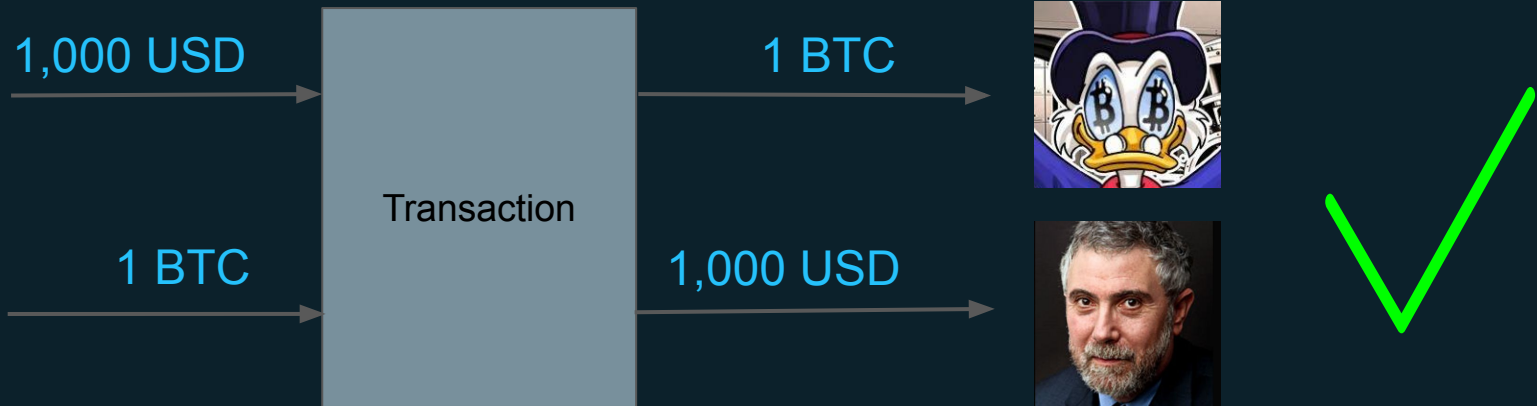 1,000 USD
1 BTC
Transaction
1 BTC
1,000 USD